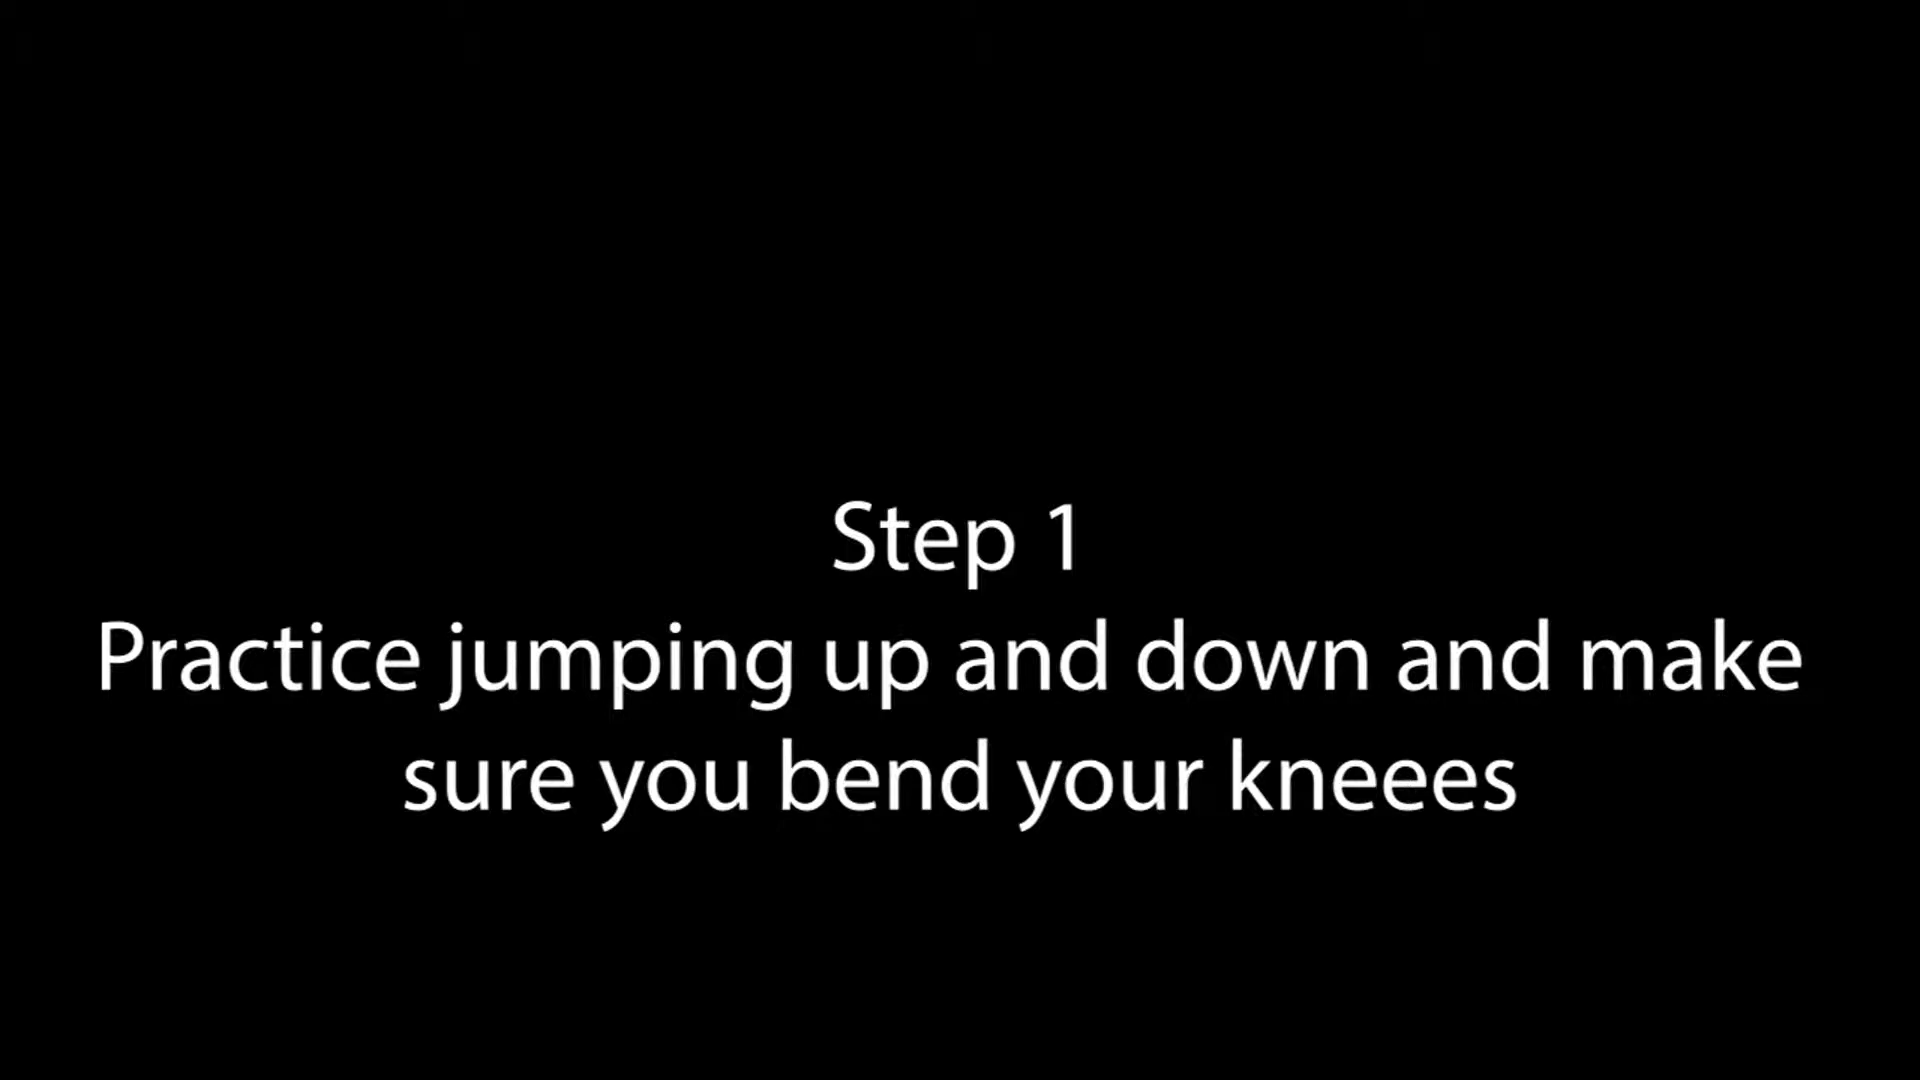 Step 1
Practice jumping up and down and make
sure you bend your kneees